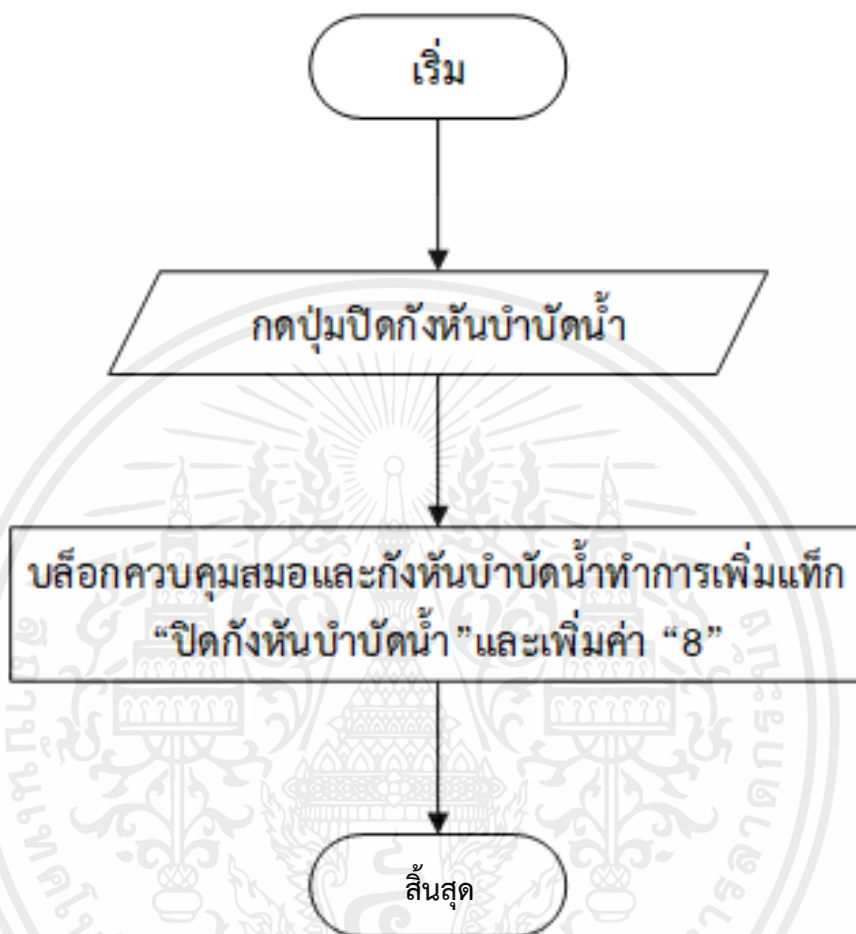 เริ่ม
กดปุ่มปิดกังหันบำบัดน้ำ
บล็อกควบคุมสมอและกังหันบำบัดน้ำทำการเพิ่มแท็ก
“ปิดกังหันบำบัดน้ำ”และเพิ่มค่า “8”
สิ้นสุด